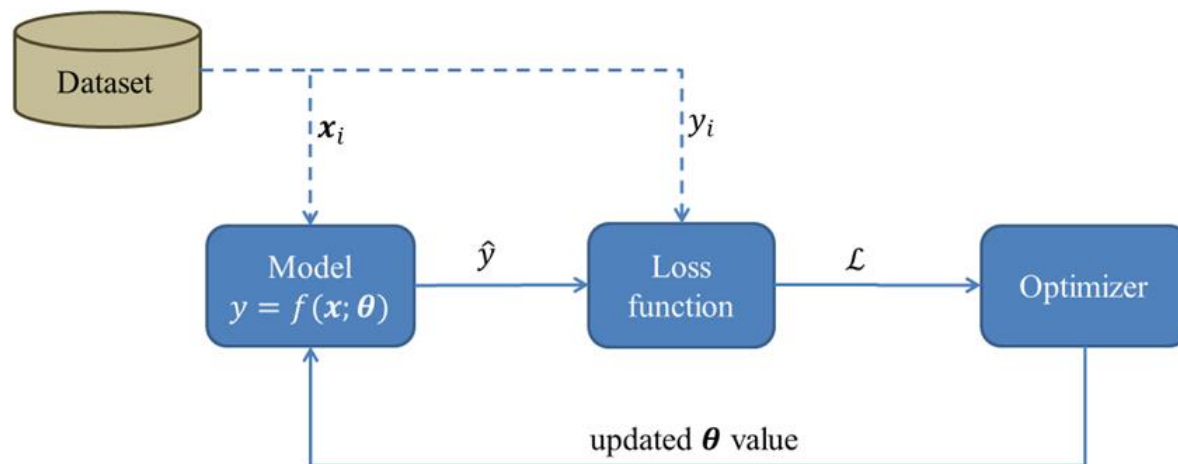 Dataset
𝒙ᵢ
yᵢ
Model
y = f(𝒙; 𝜽)
ŷ
Loss
function
ℒ
Optimizer
updated 𝜽 value